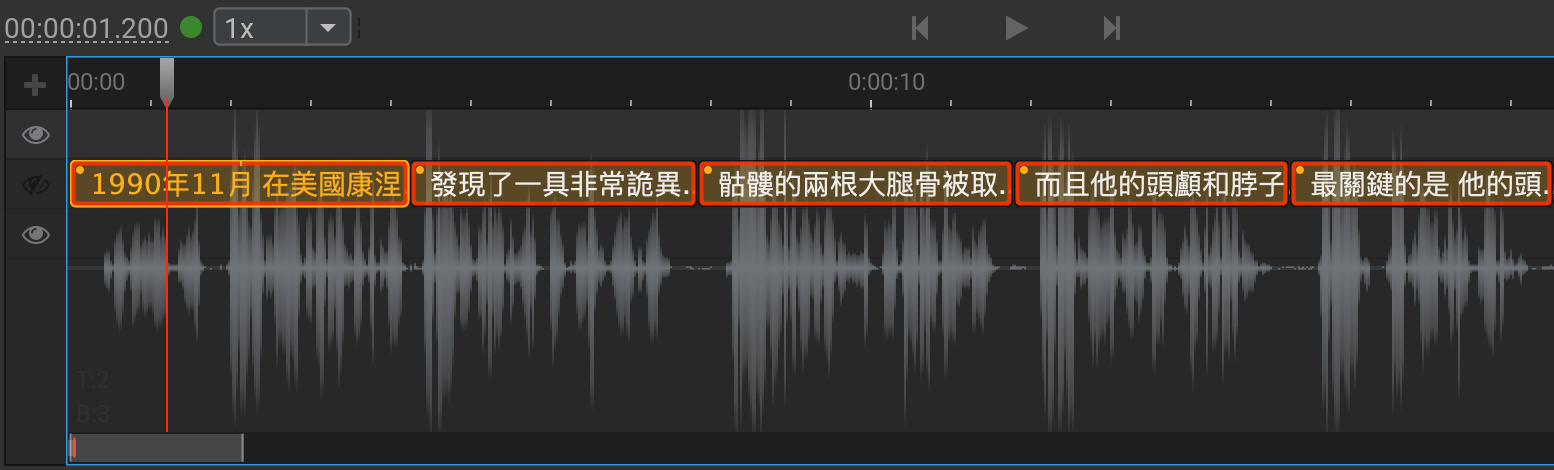 00:00:01.200 1x
00:00 0:00:10
1990年11月 在美國康涅
發現了一具非常詭異...
骷髏的兩根大腿骨被取...
而且他的頭顱和脖子
最關鍵的是 他的頭...
T:2
B:3